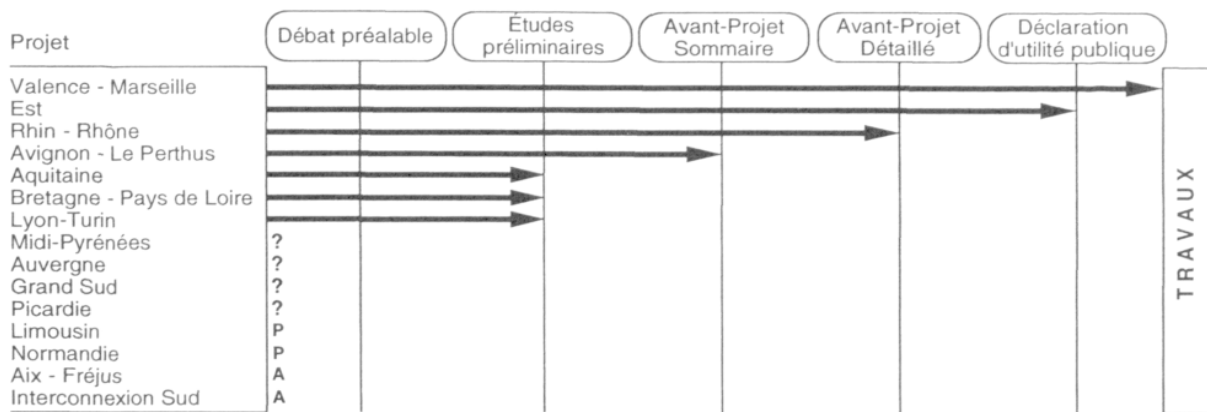 Projet
Débat préalable
Études
préliminaires
Avant-Projet
Sommaire
Avant-Projet
Détaillé
Déclaration
d'utilité publique
Valence - Marseille
Est
Rhin - Rhône
Avignon - Le Perthus
Aquitaine
Bretagne - Pays de Loire
Lyon-Turin
Midi-Pyrénées ?
Auvergne ?
Grand Sud ?
Picardie ?
Limousin P
Normandie P
Aix - Fréjus A
Interconnexion Sud A
TRAVAUX